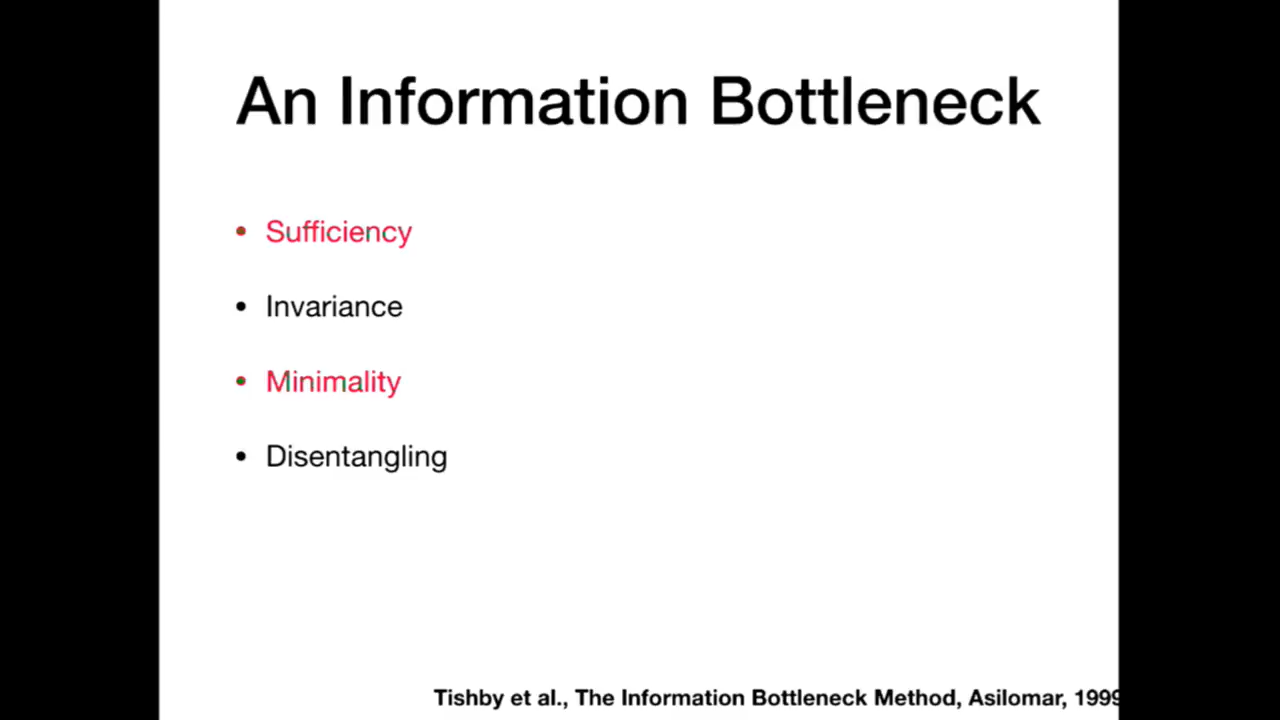 An Information Bottleneck
• Sufficiency
• Invariance
• Minimality
• Disentangling
Tishby et al., The Information Bottleneck Method, Asilomar, 1999